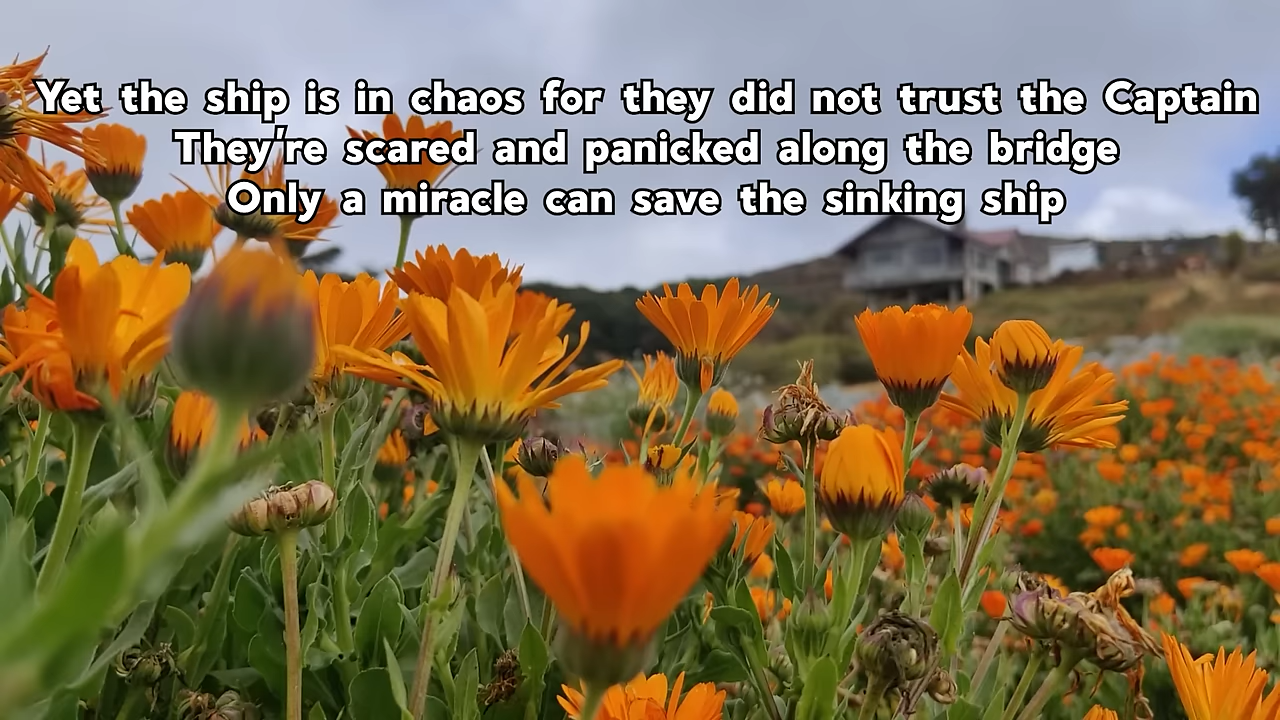 Yet the ship is in chaos for they did not trust the Captain
They're scared and panicked along the bridge
Only a miracle can save the sinking ship